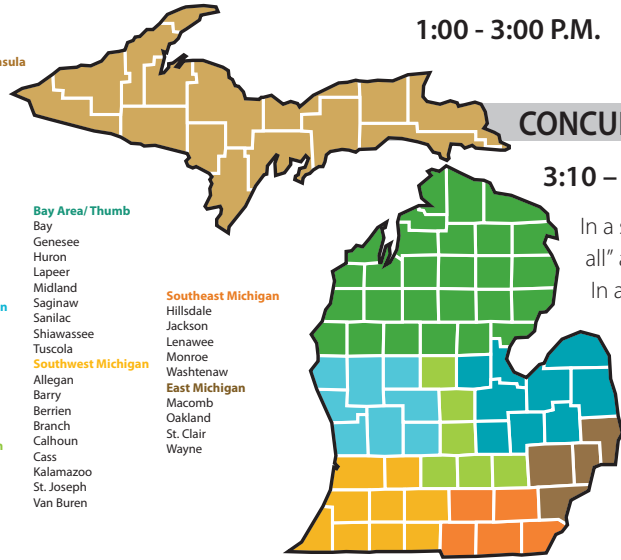 1:00 - 3:00 P.M.
sula
CONCU
3:10 –
In a
all” a
In a
Bay Area/ Thumb
Bay
Genesee
Huron
Lapeer
Midland
Saginaw
Sanilac
Shiawassee
Tuscola
Southwest Michigan
Allegan
Barry
Berrien
Branch
Calhoun
Cass
Kalamazoo
St. Joseph
Van Buren
Southeast Michigan
Hillsdale
Jackson
Lenawee
Monroe
Washtenaw
East Michigan
Macomb
Oakland
St. Clair
Wayne